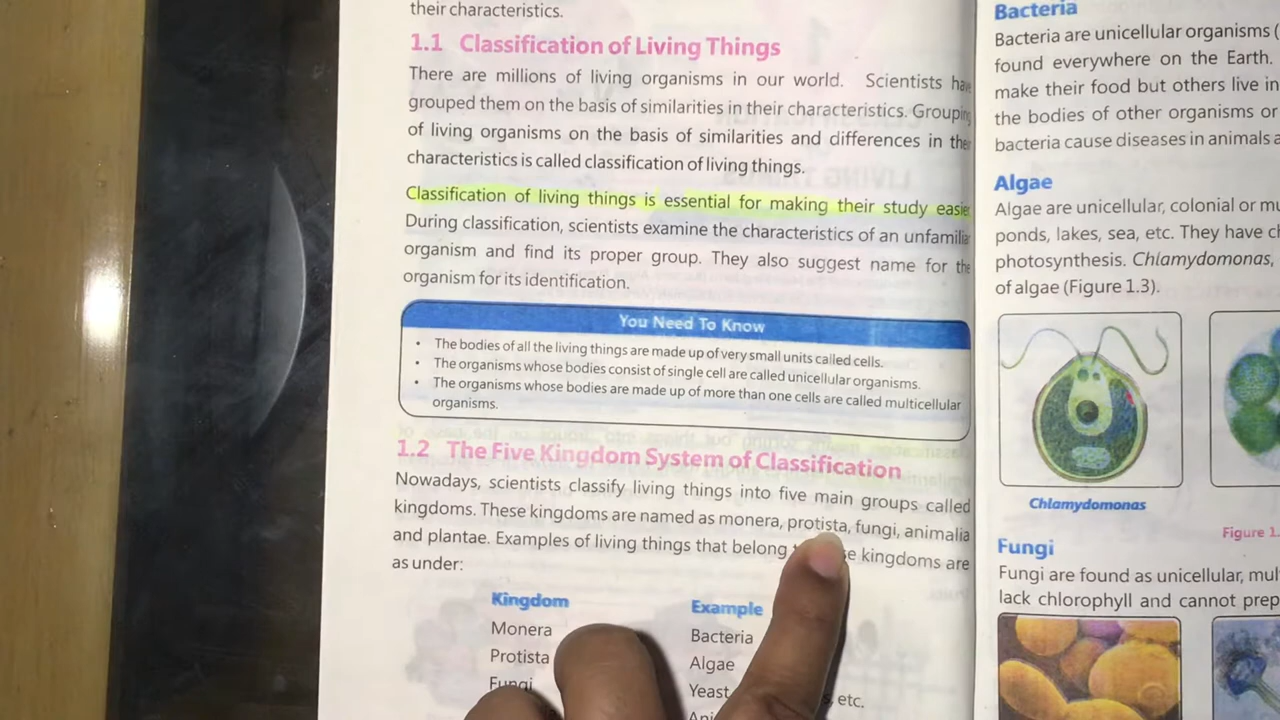 their characteristics.
1.1 Classification of Living Things
There are millions of living organisms in our world. Scientists have
grouped them on the basis of similarities in their characteristics. Grouping
of living organisms on the basis of similarities and differences in their
characteristics is called classification of living things.
Classification of living things is essential for making their study easier
During classification, scientists examine the characteristics of an unfamiliar
organism and find its proper group. They also suggest name for the
organism for its identification.
You Need To Know
• The bodies of all the living things are made up of very small units called cells.
• The organisms whose bodies consist of single cell are called unicellular organisms.
• The organisms whose bodies are made up of more than one cells are called multicellular
organisms.
1.2 The Five Kingdom System of Classification
Nowadays, scientists classify living things into five main groups called
kingdoms. These kingdoms are named as monera, protista, fungi, animalia
and plantae. Examples of living things that belong kingdoms are
as under:
Kingdom Example
Monera Bacteria
Protista Algae
Fungi Yeast etc.
Bacteria
Bacteria are unicellular organisms (
found everywhere on the Earth.
make their food but others live in
the bodies of other organisms or
bacteria cause diseases in animals a
Algae
Algae are unicellular, colonial or mu
ponds, lakes, sea, etc. They have ch
photosynthesis. Chlamydomonas,
of algae (Figure 1.3).
Chlamydomonas
Figure 1.
Fungi
Fungi are found as unicellular, mul
lack chlorophyll and cannot prep